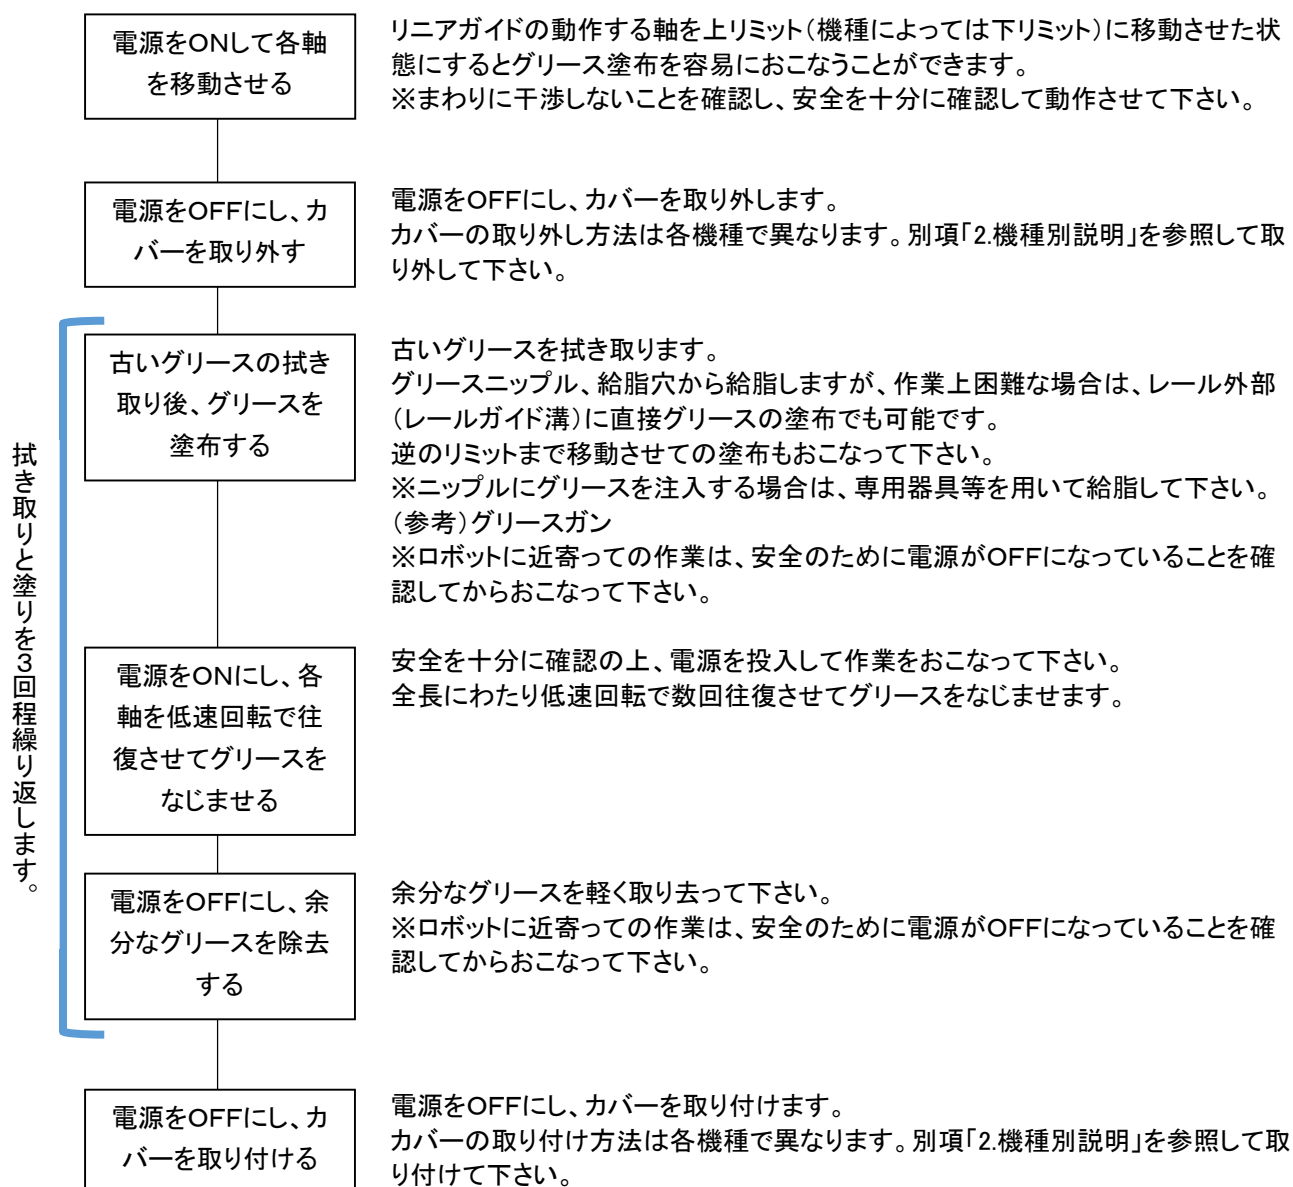 電源をONして各軸
を移動させる
リニアガイドの動作する軸を上リミット(機種によっては下リミット)に移動させた状
態にするとグリース塗布を容易におこなうことができます。
※まわりに干渉しないことを確認し、安全を十分に確認して動作させて下さい。
電源をOFFにし、カ
バーを取り外す
電源をOFFにし、カバーを取り外します。
カバーの取り外し方法は各機種で異なります。別項「2.機種別説明」を参照して取
り外して下さい。
拭き取りと塗りを3回程繰り返します。
古いグリースの拭き
取り後、グリースを
塗布する
古いグリースを拭き取ります。
グリースニップル、給脂穴から給脂しますが、作業上困難な場合は、レール外部
(レールガイド溝)に直接グリースの塗布でも可能です。
逆のリミットまで移動させての塗布もおこなって下さい。
※ニップルにグリースを注入する場合は、専用器具等を用いて給脂して下さい。
(参考)グリースガン
※ロボットに近寄っての作業は、安全のために電源がOFFになっていることを確
認してからおこなって下さい。
電源をONにし、各
軸を低速回転で往
復させてグリースを
なじませる
安全を十分に確認の上、電源を投入して作業をおこなって下さい。
全長にわたり低速回転で数回往復させてグリースをなじませます。
電源をOFFにし、余
分なグリースを除去
する
余分なグリースを軽く取り去って下さい。
※ロボットに近寄っての作業は、安全のために電源がOFFになっていることを確
認してからおこなって下さい。
電源をOFFにし、カ
バーを取り付ける
電源をOFFにし、カバーを取り付けます。
カバーの取り付け方法は各機種で異なります。別項「2.機種別説明」を参照して取
り付けて下さい。